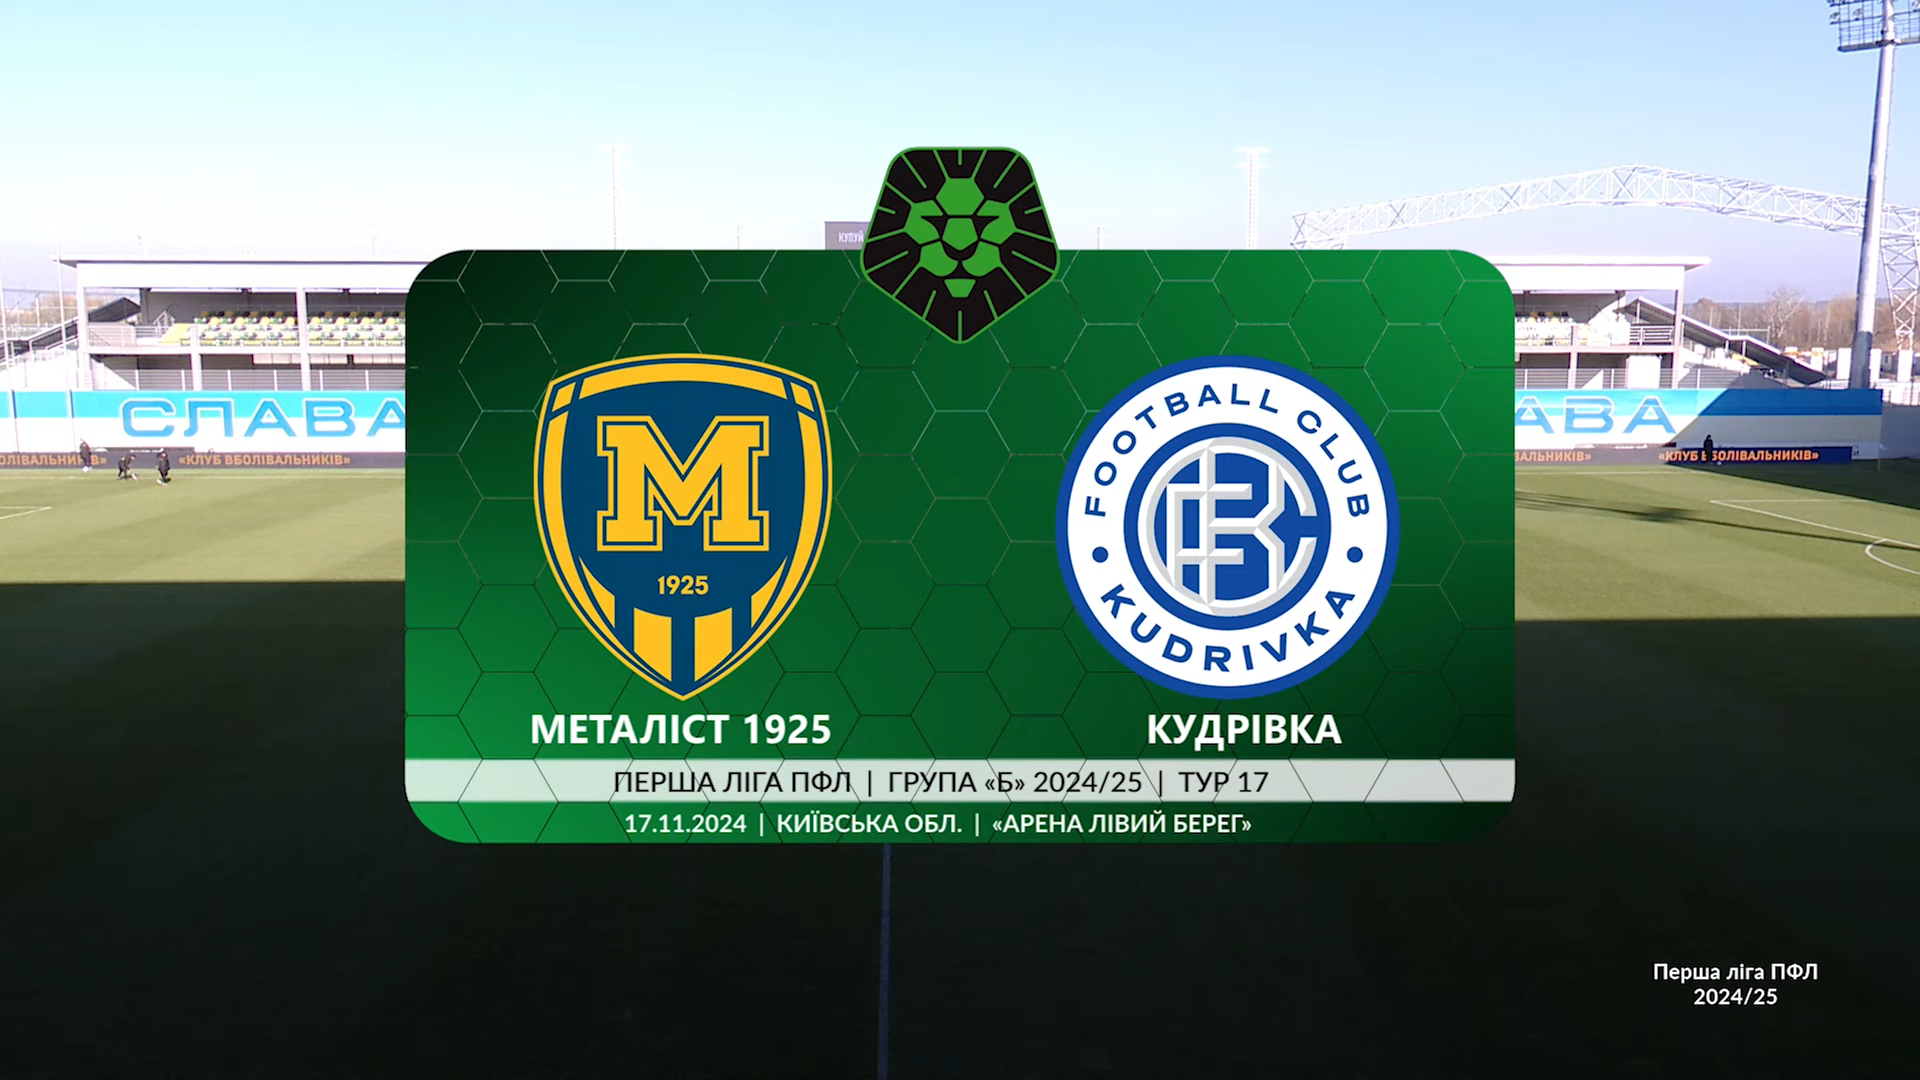 КУПУЙ
СЛАВА
АВА
«КЛУБ ВБОЛІВАЛЬНИКІВ»
«КЛУБ ВБОЛІВАЛЬНИКІВ»
M
1925
FOOTBALL CLUB
KUDRIVKA
МЕТАЛІСТ 1925
КУДРІВКА
ПЕРША ЛІГА ПФЛ | ГРУПА «Б» 2024/25 | ТУР 17
17.11.2024 | КИЇВСЬКА ОБЛ. | «АРЕНА ЛІВИЙ БЕРЕГ»
Перша ліга ПФЛ
2024/25